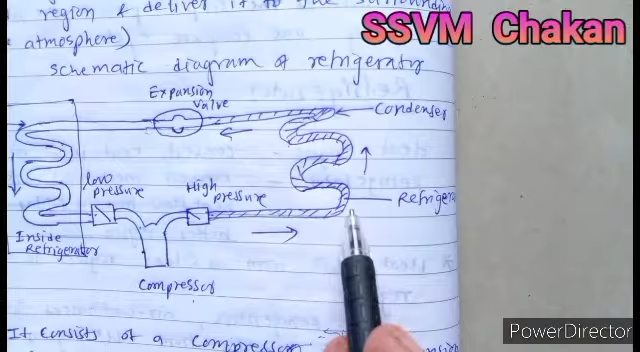 region & deliver it to the
SSVM Chakan
atmosphere)
schematic diagram of refrigerator
Expansion
valve
Condenser
low
pressure
High
pressure
Refrigera
Inside
Refrigerator
Compressor
PowerDirector
It consists of a compressor